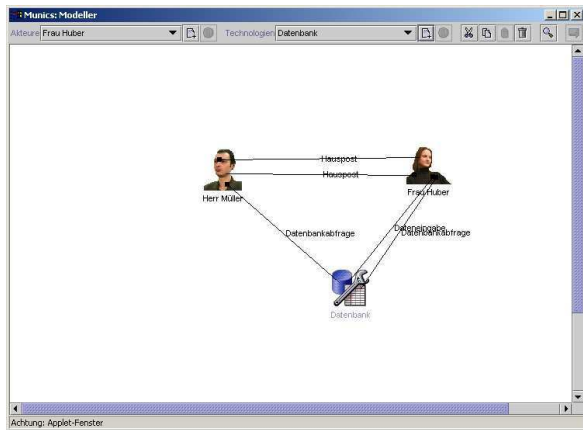 Munics: Modeller
Akteure Frau Huber Technologien Datenbank
Hauspost
Hauspost
Herr Müller
Frau Huber
Dateneingabe
Datenbankabfrage
Datenbankabfrage
Datenbank
Achtung: Applet-Fenster